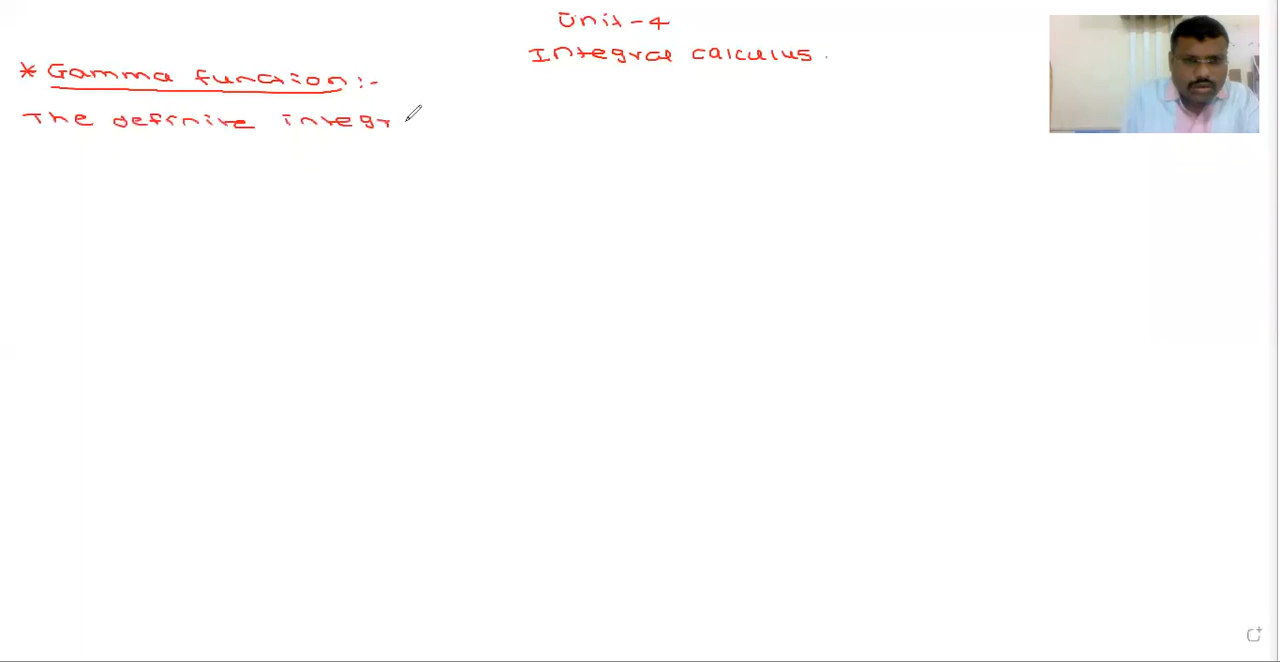 Unit-4
Integral calculus.
* Gamma function:-
The definite integr